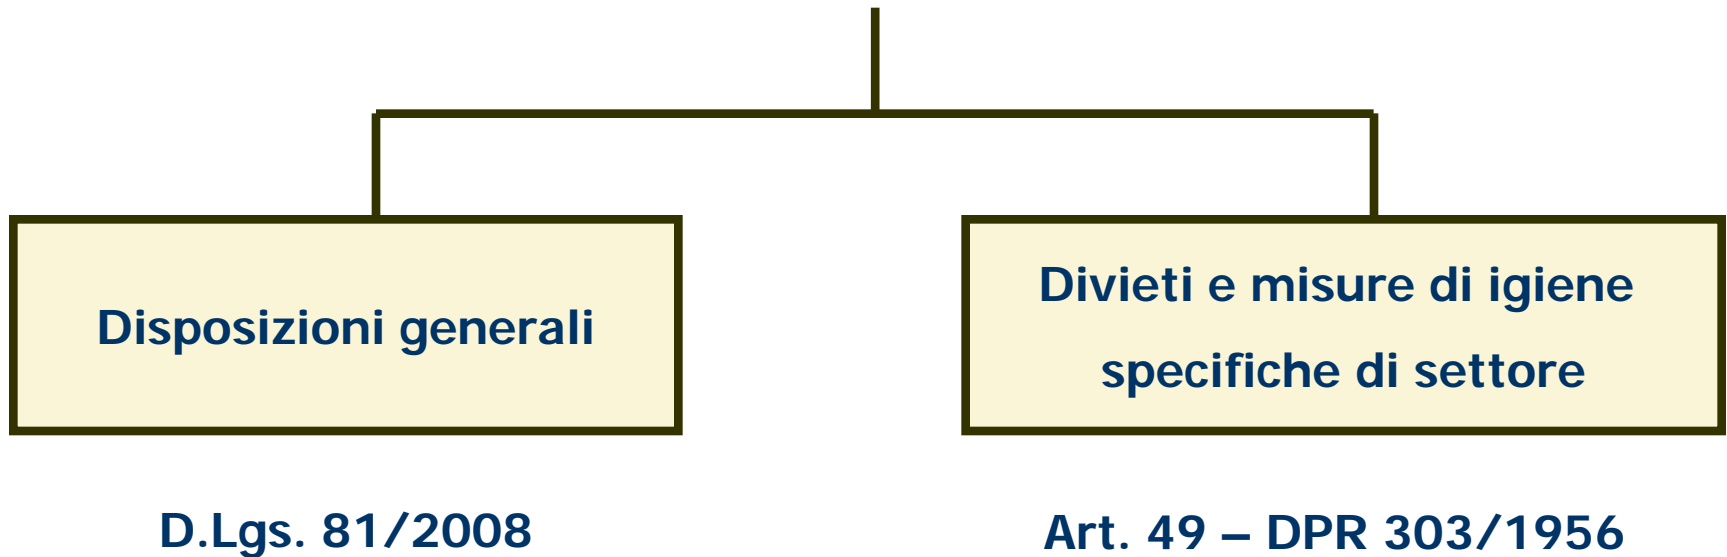 Disposizioni generali
Divieti e misure di igiene
specifiche di settore
D.Lgs. 81/2008
Art. 49 – DPR 303/1956